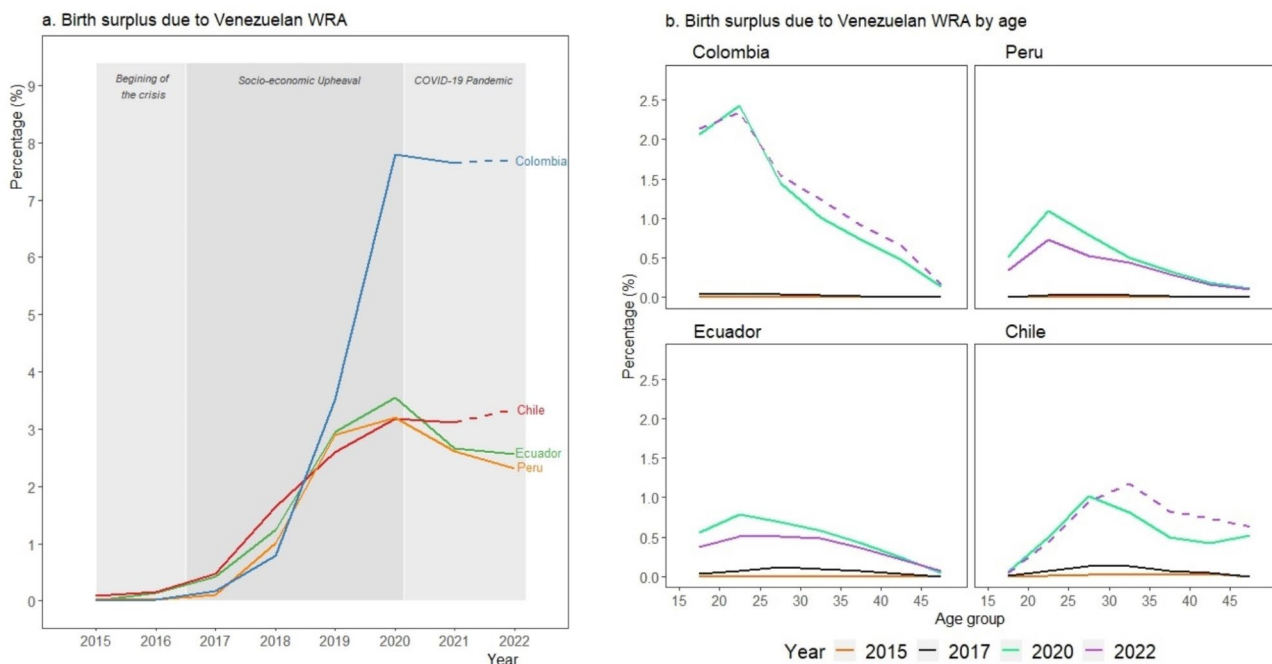 a. Birth surplus due to Venezuelan WRA
Percentage (%)
9
8
7
6
5
4
3
2
1
0
Begining of
the crisis
Socio-economic Upheaval
COVID-19 Pandemic
Colombia
Chile
Ecuador
Peru
2015 2016 2017 2018 2019 2020 2021 2022
Year
b. Birth surplus due to Venezuelan WRA by age
Colombia
Peru
2.5
2.0
1.5
1.0
0.5
0.0
Percentage (%)
Ecuador
Chile
2.5
2.0
1.5
1.0
0.5
0.0
15 20 25 30 35 40 45
15 20 25 30 35 40 45
Age group
Year 2015 2017 2020 2022